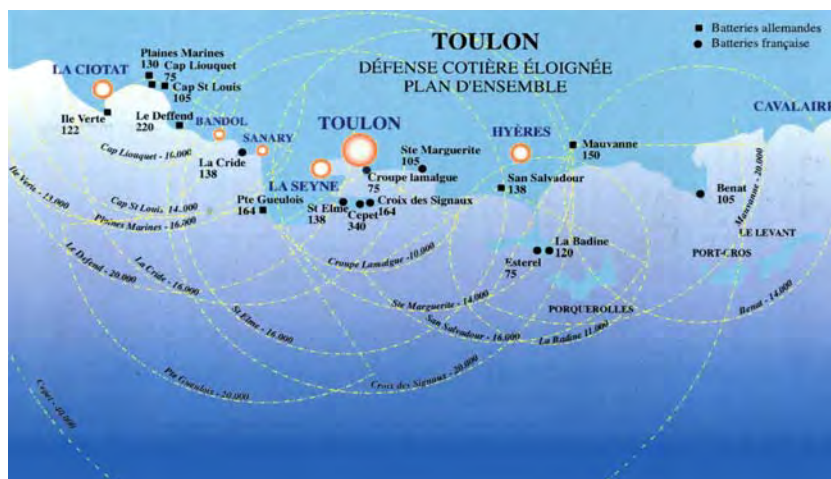 TOULON
DÉFENSE COTIÈRE ÉLOIGNÉE
PLAN D'ENSEMBLE
■ Batteries allemandes
● Batteries française
LA CIOTAT
Plaines Marines
130
Cap Liouquet
75
Cap St Louis
105
Ile Verte
122
Le Deffend
220
BANDOL
SANARY
La Cride
138
TOULON
LA SEYNE
Ste Marguerite
105
Croupe lamalgue
75
HYÈRES
Mauvanne
150
CAVALAIRE
San Salvadour
138
Pte Gueulois
164
St Elme
138
Cepet
340
Croix des Signaux
164
Benat
105
LE LEVANT
PORT-CROS
La Badine
120
Esterel
75
PORQUEROLLES
Cap Liouquet - 16.000
Ile Verte - 13.000
Cap St Louis - 14.000
Plaines Marines - 16.000
Le Defend - 20.000
La Cride - 16.000
St Elme - 16.000
Croupe Lamalgue -10.000
Ste Marguerite - 14.000
San Salvadour - 16.000
La Badine 11.000
Benat - 14.000
Mauvanne - 20.000
Pte Gueulois - 20.000
Croix des Signaux - 20.000